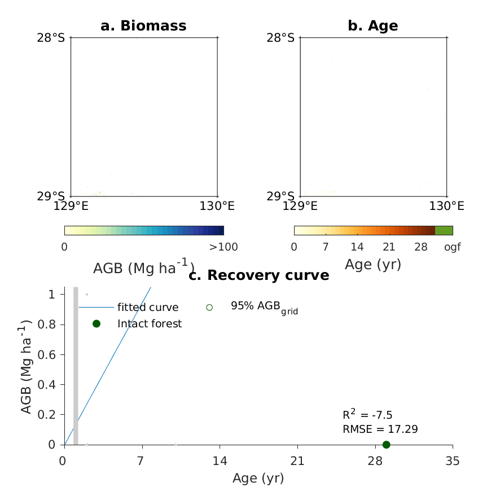 a. Biomass
b. Age
28°S
28°S
29°S
29°S
129°E
130°E
129°E
130°E
0
>100
0
7
14
21
28
ogf
AGB (Mg ha-1)
Age (yr)
c. Recovery curve
AGB (Mg ha-1)
1
0.8
0.6
0.4
0.2
0
fitted curve
95% AGBgrid
Intact forest
R2 = -7.5
RMSE = 17.29
0
7
14
21
28
35
Age (yr)